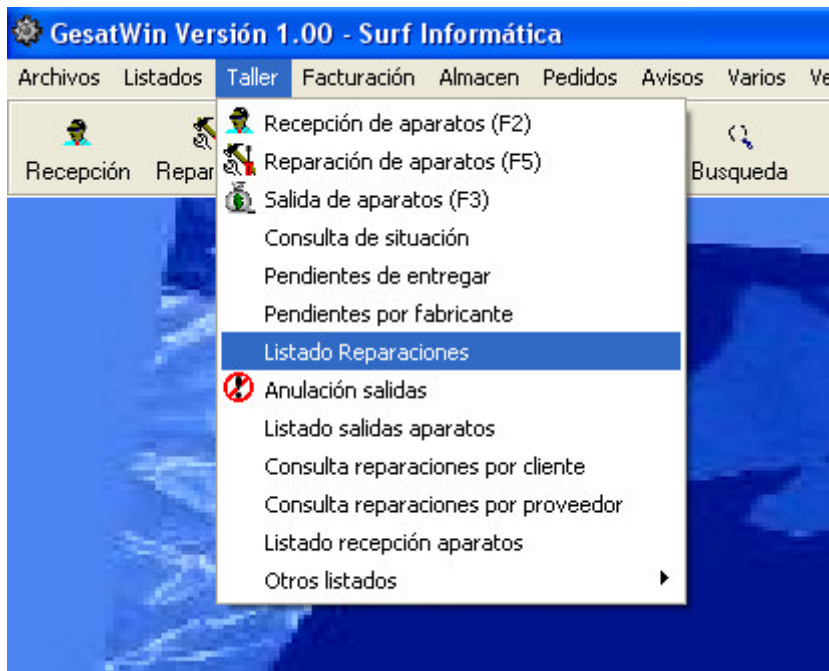 GesatWin Versión 1.00 - Surf Informática
Archivos Listados Taller Facturación Almacen Pedidos Avisos Varios Ve
Recepción Repar Busqueda
Recepción de aparatos (F2)
Reparación de aparatos (F5)
Salida de aparatos (F3)
Consulta de situación
Pendientes de entregar
Pendientes por fabricante
Listado Reparaciones
Anulación salidas
Listado salidas aparatos
Consulta reparaciones por cliente
Consulta reparaciones por proveedor
Listado recepción aparatos
Otros listados